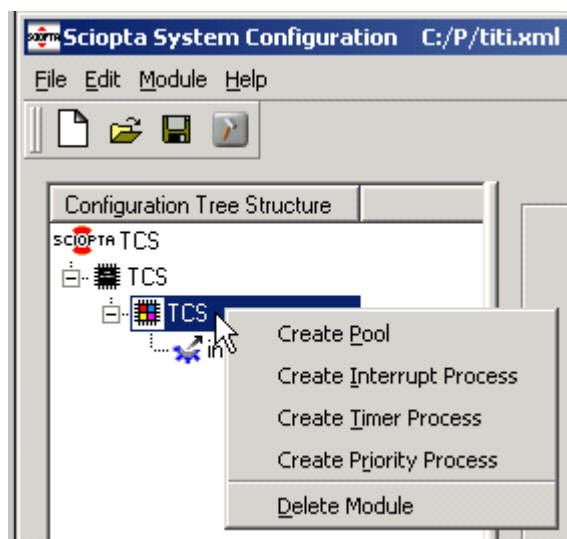 Sciopta System Configuration C:/P/titi.xml
File Edit Module Help
Configuration Tree Structure
SCIOPTA TCS
TCS
TCS
in
Create Pool
Create Interrupt Process
Create Timer Process
Create Priority Process
Delete Module